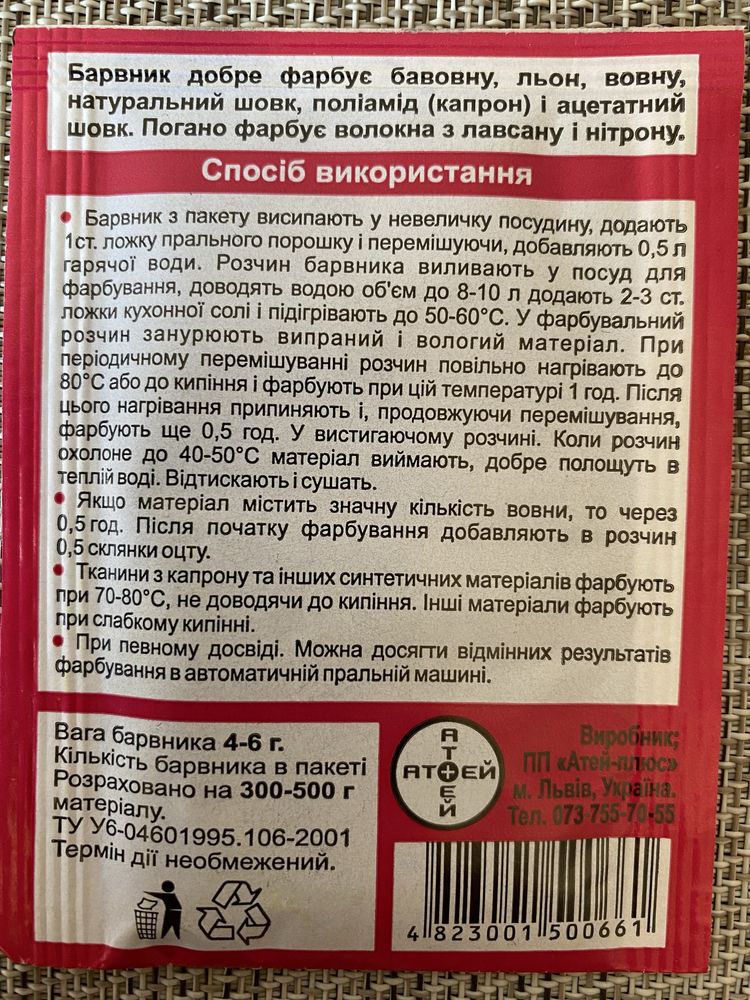 Барвник добре фарбує бавовну, льон, вовну,
натуральний шовк, поліамід (капрон) і ацетатний
шовк. Погано фарбує волокна з лавсану і нітрону.
Спосіб використання
• Барвник з пакету висипають у невеличку посудину, додають
1ст. ложку прального порошку і перемішуючи, добавляють 0,5 л
гарячої води. Розчин барвника виливають у посуд для
фарбування, доводять водою об'єм до 8-10 л додають 2-3 ст.
ложки кухонної солі і підігрівають до 50-60°С. У фарбувальний
розчин занурюють випраний і вологий матеріал. При
періодичному перемішуванні розчин повільно нагрівають до
80°С або до кипіння і фарбують при цій температурі 1 год. Після
цього нагрівання припиняють і, продовжуючи перемішування,
фарбують ще 0,5 год. У вистигаючому розчині. Коли розчин
охолоне до 40-50°С матеріал виймають, добре полощуть в
теплій воді. Відтискають і сушать.
• Якщо матеріал містить значну кількість вовни, то через
0,5 год. Після початку фарбування добавляють в розчин
0,5 склянки оцту.
• Тканини з капрону та інших синтетичних матеріалів фарбують
при 70-80°С, не доводячи до кипіння. Інші матеріали фарбують
при слабкому кипінні.
• При певному досвіді. Можна досягти відмінних результатів
фарбування в автоматичній пральній машині.
Вага барвника 4-6 г.
Кількість барвника в пакеті
Розраховано на 300-500 г
матеріалу.
ТУ У6-04601995.106-2001
Термін дії необмежений.
АТЕЙ
АТЕЙ
Виробник;
ПП «Атей-плюс»
м. Львів, Україна.
Тел. 073-755-70-55
4 823001 500661